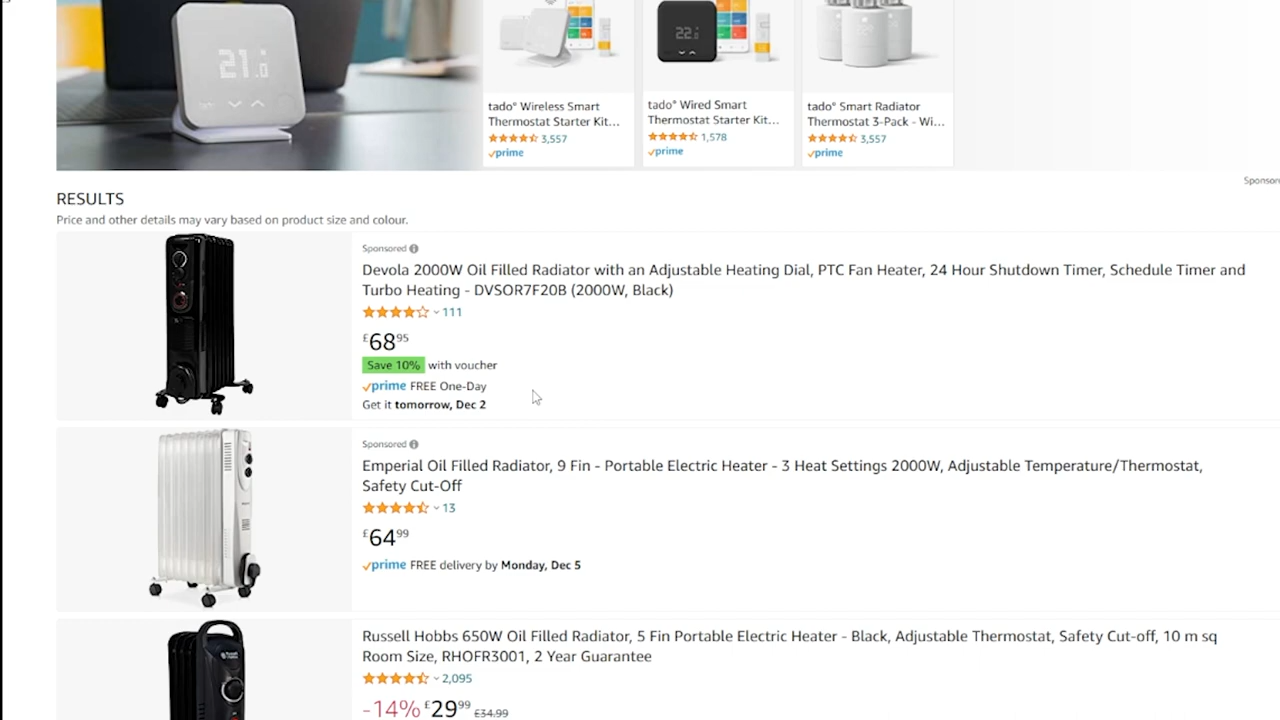 21.0
22.
tado° Wireless Smart
Thermostat Starter Kit...
3,557
prime
tado° Wired Smart
Thermostat Starter Kit...
1,578
prime
tado° Smart Radiator
Thermostat 3-Pack - Wi...
3,557
prime
Sponsore
RESULTS
Price and other details may vary based on product size and colour.
Sponsored
Devola 2000W Oil Filled Radiator with an Adjustable Heating Dial, PTC Fan Heater, 24 Hour Shutdown Timer, Schedule Timer and
Turbo Heating - DVSOR7F20B (2000W, Black)
111
£6895
Save 10% with voucher
prime FREE One-Day
Get it tomorrow, Dec 2
Sponsored
Emperial Oil Filled Radiator, 9 Fin - Portable Electric Heater - 3 Heat Settings 2000W, Adjustable Temperature/Thermostat,
Safety Cut-Off
13
£6499
prime FREE delivery by Monday, Dec 5
Russell Hobbs 650W Oil Filled Radiator, 5 Fin Portable Electric Heater - Black, Adjustable Thermostat, Safety Cut-off, 10 m sq
Room Size, RHOFR3001, 2 Year Guarantee
2,095
-14% £2999 £34.99